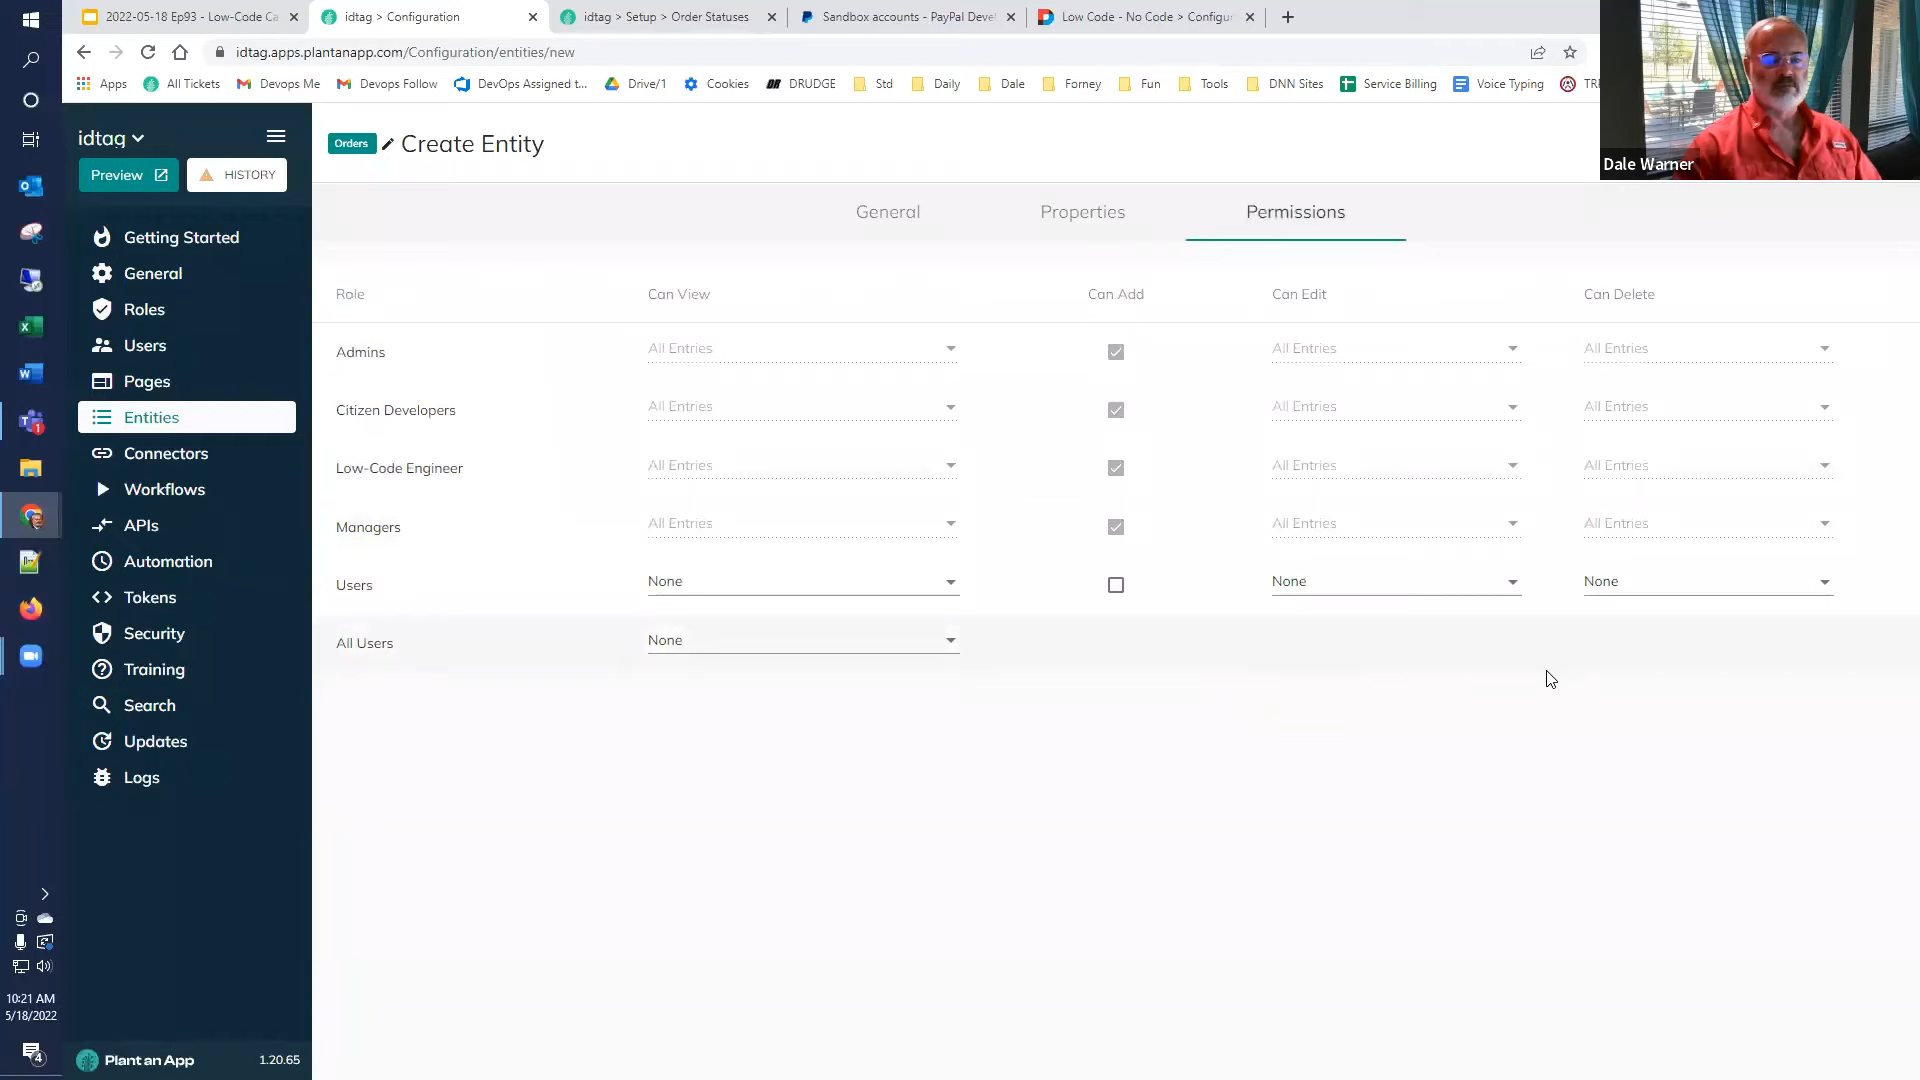 2022-05-18 Ep93 - Low-Code Ca
idtag > Configuration
idtag > Setup > Order Statuses
Sandbox accounts - PayPal Deve
Low Code - No Code > Configur
idtag.apps.plantanapp.com/Configuration/entities/new
Apps
All Tickets
Devops Me
Devops Follow
DevOps Assigned t...
Drive/1
Cookies
DRUDGE
Std
Daily
Dale
Forney
Fun
Tools
DNN Sites
Service Billing
Voice Typing
Dale Warner
idtag
Preview
HISTORY
Getting Started
General
Roles
Users
Pages
Entities
Connectors
Workflows
APIs
Automation
Tokens
Security
Training
Search
Updates
Logs
Plant an App 1.20.65
Orders Create Entity
General Properties Permissions
Role Can View Can Add Can Edit Can Delete
Admins All Entries All Entries All Entries
Citizen Developers All Entries All Entries All Entries
Low-Code Engineer All Entries All Entries All Entries
Managers All Entries All Entries All Entries
Users None None None
All Users None
10:21 AM
5/18/2022
4